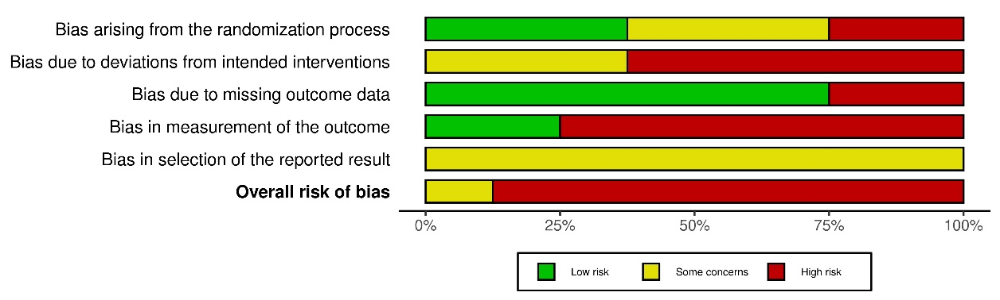 Bias arising from the randomization process
Bias due to deviations from intended interventions
Bias due to missing outcome data
Bias in measurement of the outcome
Bias in selection of the reported result
Overall risk of bias
0% 25% 50% 75% 100%
Low risk Some concerns High risk